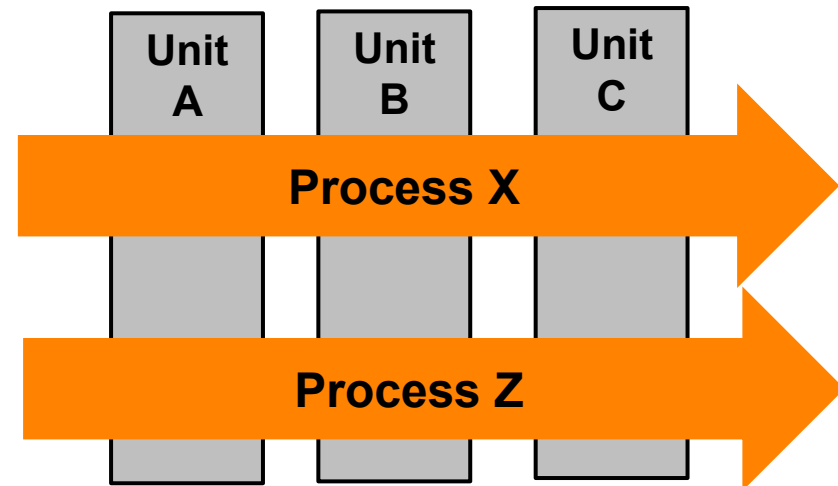 Unit
A
Unit
B
Unit
C
Process X
Process Z